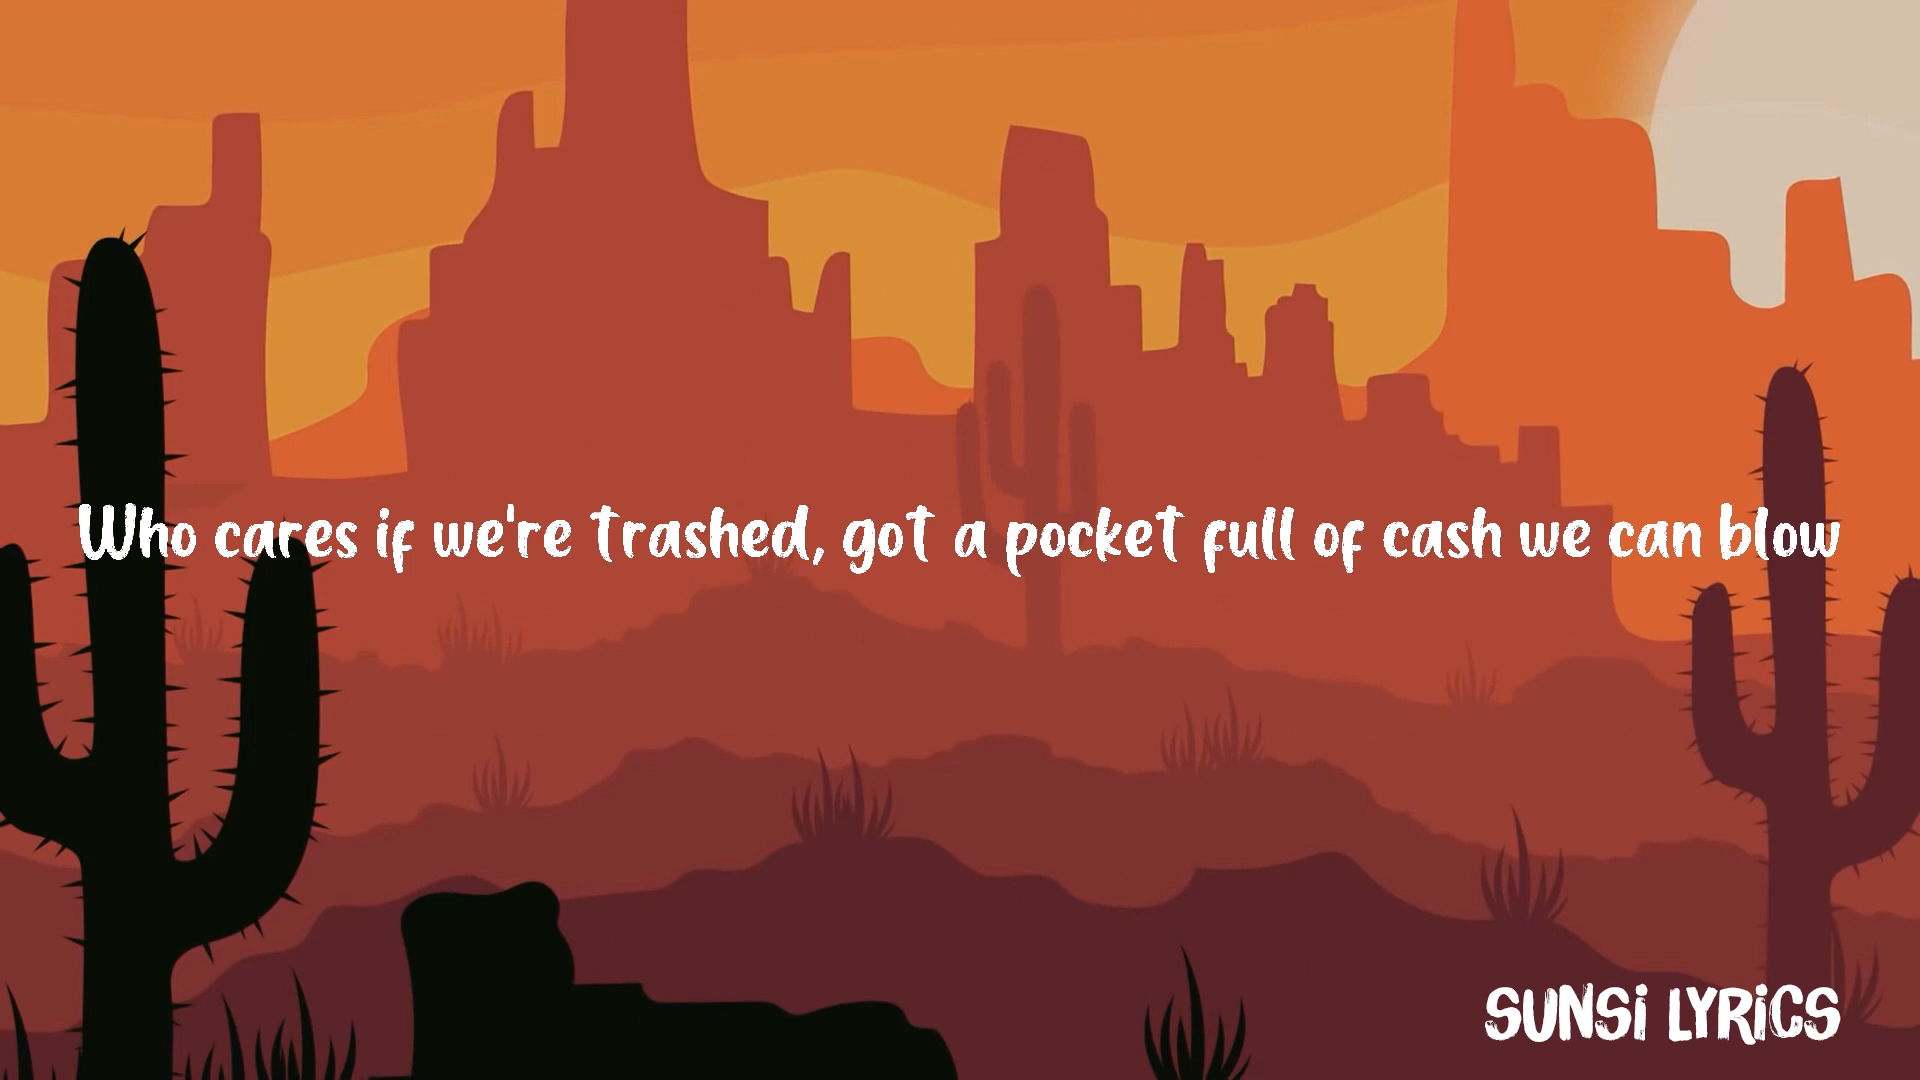 Who cares if we're trashed, got a pocket full of cash we can blow
SUNSi LYRiCS